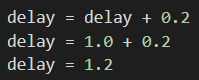 delay = delay + 0.2
delay = 1.0 + 0.2
delay = 1.2